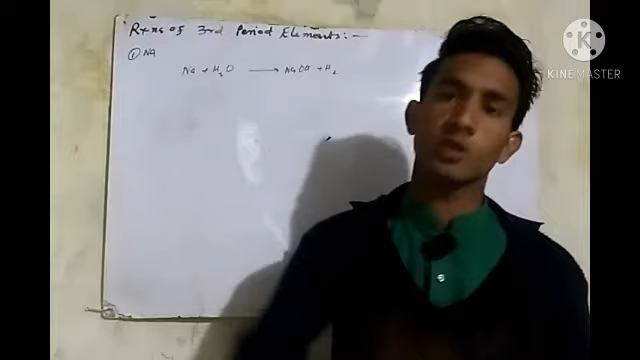 Rxns of 3rd Period Elements:-
① Na
Na + H₂O ⟶ NaOH + H₂
KINEMASTER